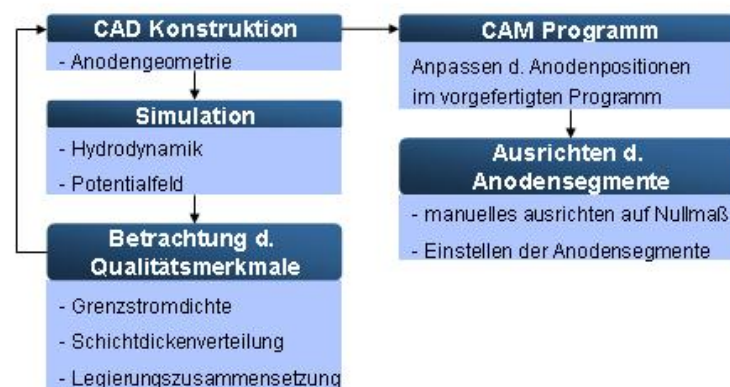 CAD Konstruktion
- Anodengeometrie
Simulation
- Hydrodynamik
- Potentialfeld
Betrachtung d.
Qualitätsmerkmale
- Grenzstromdichte
- Schichtdickenverteilung
- Legierungszusammensetzung
CAM Programm
Anpassen d. Anodenpositionen
im vorgefertigten Programm
Ausrichten d.
Anodensegmente
- manuelles ausrichten auf Nullmaß
- Einstellen der Anodensegmente